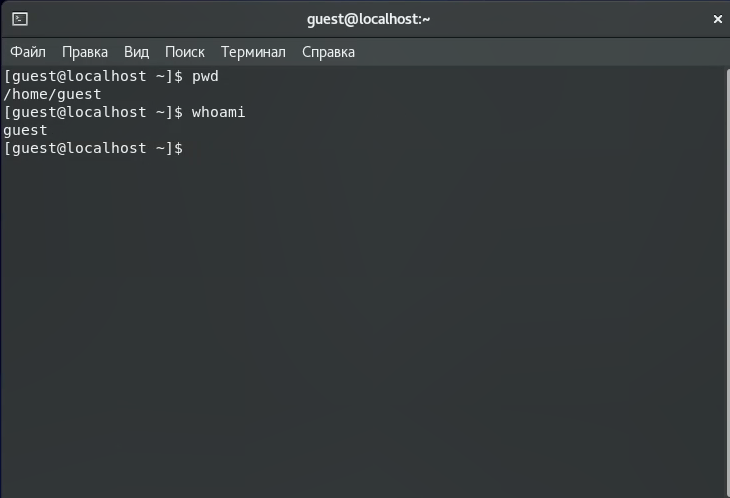 guest@localhost:~
Файл Правка Вид Поиск Терминал Справка
[guest@localhost ~]$ pwd
/home/guest
[guest@localhost ~]$ whoami
guest
[guest@localhost ~]$